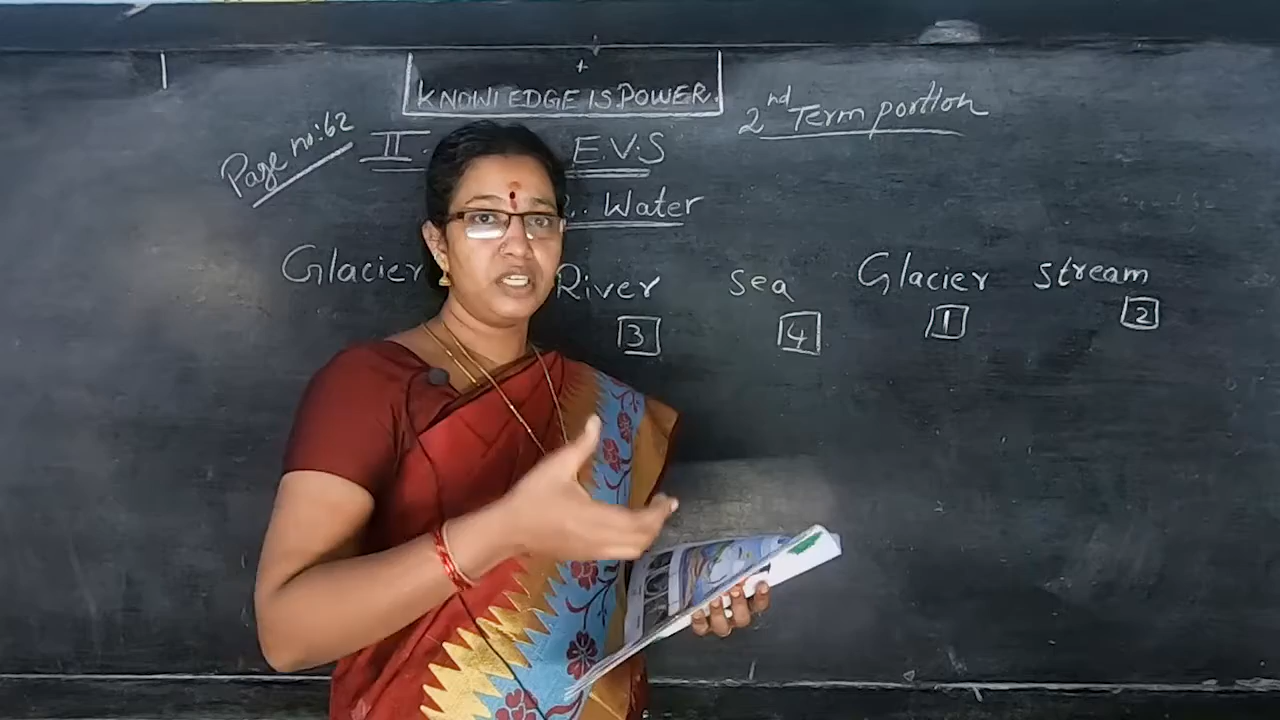 KNOWLEDGE IS POWER.
2nd Term portion
Page no:62
II. E.V.S
Water
Glacier River sea Glacier stream
3 4 1 2